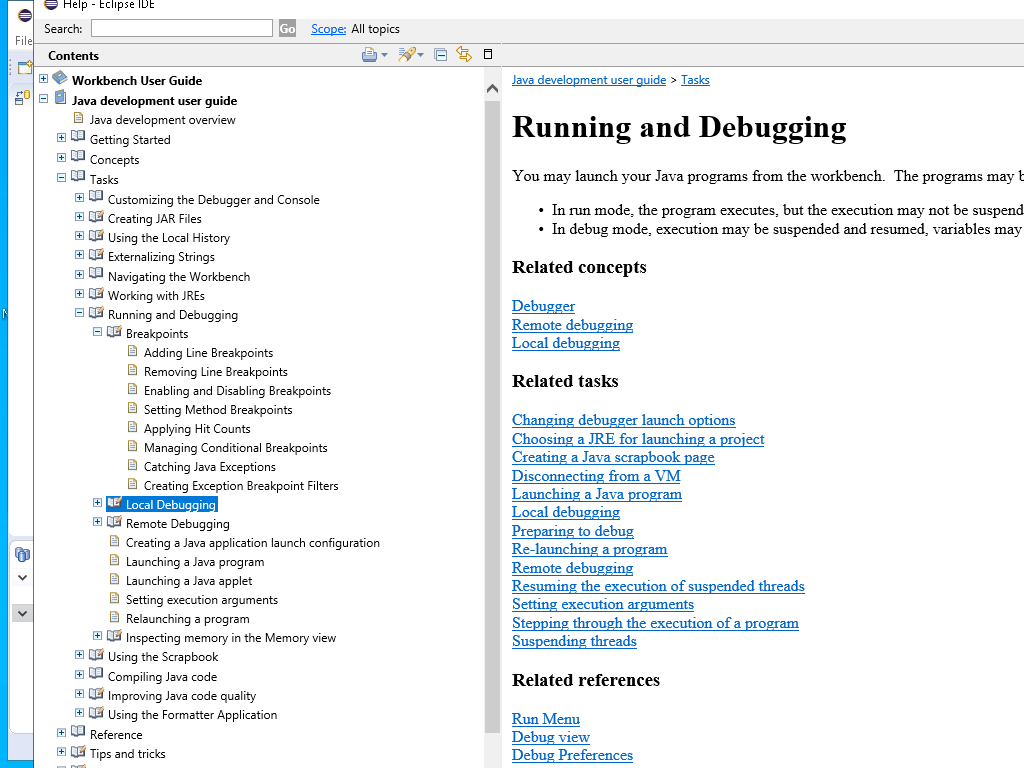 Help - Eclipse IDE
File
Search:
Go
Scope: All topics
Contents
Workbench User Guide
Java development user guide
Java development overview
Getting Started
Concepts
Tasks
Customizing the Debugger and Console
Creating JAR Files
Using the Local History
Externalizing Strings
Navigating the Workbench
Working with JREs
Running and Debugging
Breakpoints
Adding Line Breakpoints
Removing Line Breakpoints
Enabling and Disabling Breakpoints
Setting Method Breakpoints
Applying Hit Counts
Managing Conditional Breakpoints
Catching Java Exceptions
Creating Exception Breakpoint Filters
Local Debugging
Remote Debugging
Creating a Java application launch configuration
Launching a Java program
Launching a Java applet
Setting execution arguments
Relaunching a program
Inspecting memory in the Memory view
Using the Scrapbook
Compiling Java code
Improving Java code quality
Using the Formatter Application
Reference
Tips and tricks
Java development user guide > Tasks
Running and Debugging
You may launch your Java programs from the workbench. The programs may b
• In run mode, the program executes, but the execution may not be suspend
• In debug mode, execution may be suspended and resumed, variables may
Related concepts
Debugger
Remote debugging
Local debugging
Related tasks
Changing debugger launch options
Choosing a JRE for launching a project
Creating a Java scrapbook page
Disconnecting from a VM
Launching a Java program
Local debugging
Preparing to debug
Re-launching a program
Remote debugging
Resuming the execution of suspended threads
Setting execution arguments
Stepping through the execution of a program
Suspending threads
Related references
Run Menu
Debug view
Debug Preferences